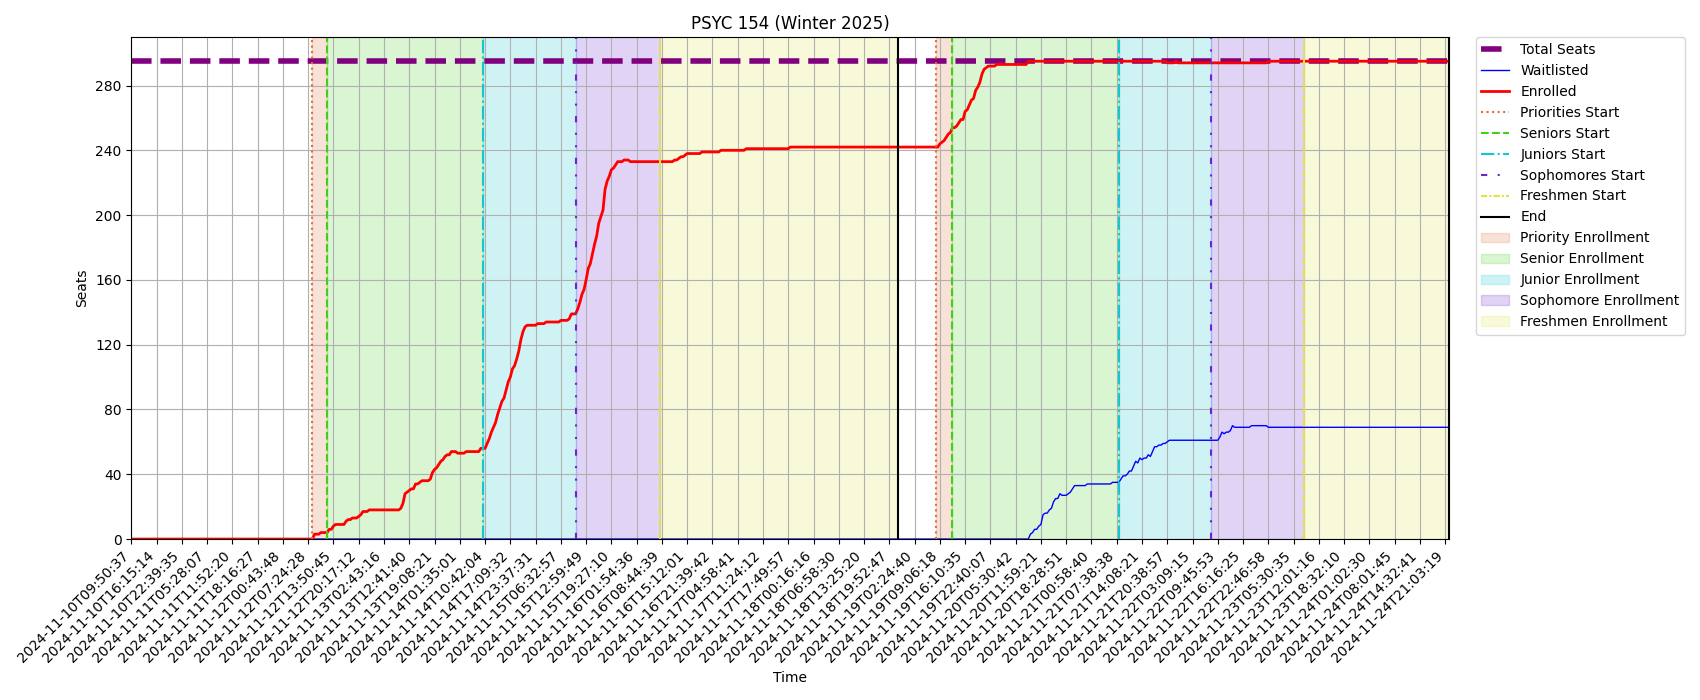 PSYC 154 (Winter 2025)
Seats
280
240
200
160
120
80
40
0
2024-11-10T09:50:37
2024-11-10T16:15:14
2024-11-10T22:39:35
2024-11-11T05:28:07
2024-11-11T11:52:20
2024-11-11T18:16:27
2024-11-12T00:43:48
2024-11-12T07:24:28
2024-11-12T13:50:45
2024-11-12T20:17:12
2024-11-13T02:43:16
2024-11-13T12:41:40
2024-11-13T19:08:21
2024-11-14T01:35:01
2024-11-14T10:42:04
2024-11-14T17:09:32
2024-11-14T23:37:31
2024-11-15T06:32:57
2024-11-15T12:59:49
2024-11-15T19:27:10
2024-11-16T01:54:36
2024-11-16T08:44:39
2024-11-16T15:12:01
2024-11-16T21:39:42
2024-11-17T04:58:41
2024-11-17T11:24:12
2024-11-17T17:49:57
2024-11-18T00:16:16
2024-11-18T06:58:30
2024-11-18T13:25:20
2024-11-18T19:52:47
2024-11-19T02:24:40
2024-11-19T09:06:18
2024-11-19T16:10:35
2024-11-19T22:40:07
2024-11-20T05:30:42
2024-11-20T11:59:21
2024-11-20T18:28:51
2024-11-21T00:58:40
2024-11-21T07:38:38
2024-11-21T14:08:21
2024-11-21T20:38:57
2024-11-22T03:09:15
2024-11-22T09:45:53
2024-11-22T16:16:25
2024-11-22T22:46:58
2024-11-23T05:30:35
2024-11-23T12:01:16
2024-11-23T18:32:10
2024-11-24T01:02:30
2024-11-24T08:01:45
2024-11-24T14:32:41
2024-11-24T21:03:19
Time
Total Seats
Waitlisted
Enrolled
Priorities Start
Seniors Start
Juniors Start
Sophomores Start
Freshmen Start
End
Priority Enrollment
Senior Enrollment
Junior Enrollment
Sophomore Enrollment
Freshmen Enrollment